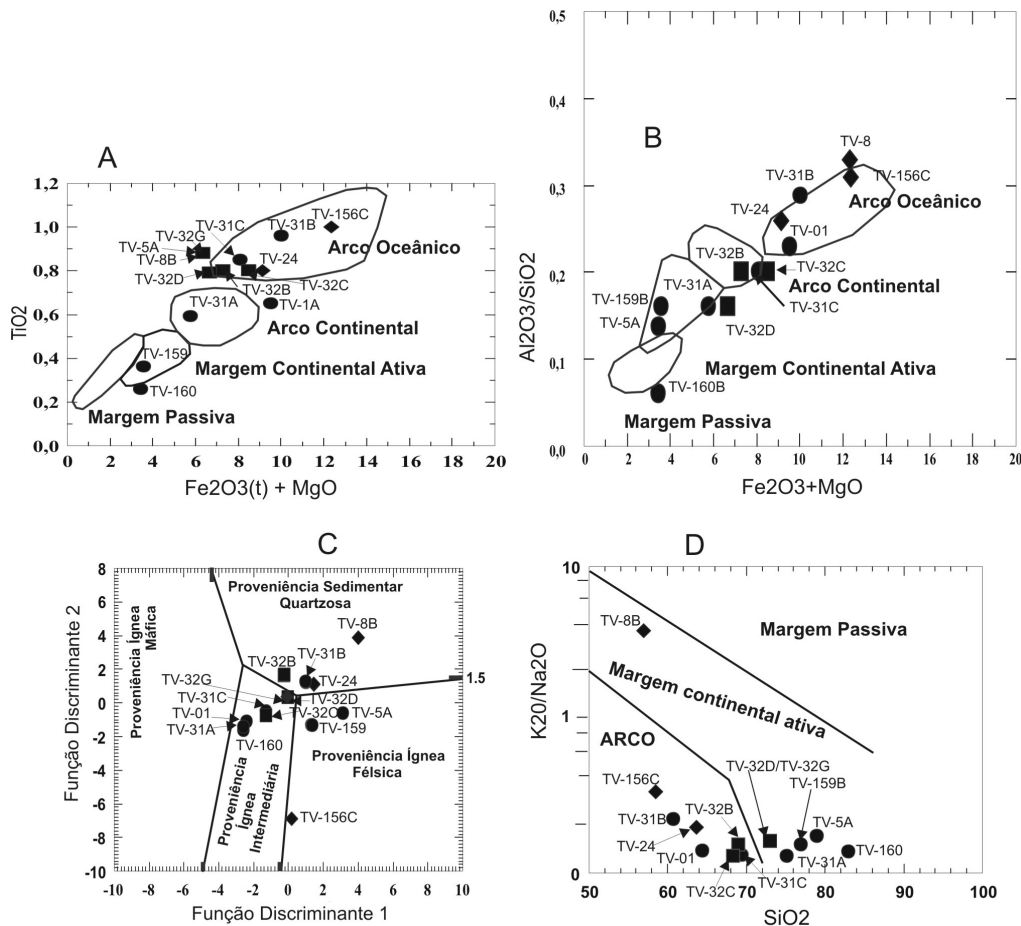 A
TiO2
1,2
1,0
0,8
0,6
0,4
0,2
0,0
0 2 4 6 8 10 12 14 16 18 20
Fe2O3(t) + MgO
TV-31C
TV-156C
TV-32G
TV-31B
TV-5A
Arco Oceânico
TV-8B
TV-24
TV-32D
TV-32B
TV-32C
TV-31A
TV-1A
Arco Continental
TV-159
Margem Continental Ativa
TV-160
Margem Passiva
B
Al2O3/SiO2
0,5
0,4
0,3
0,2
0,1
0,0
0 2 4 6 8 10 12 14 16 18 20
Fe2O3+MgO
TV-8
TV-31B
TV-156C
Arco Oceânico
TV-24
TV-01
TV-32B
TV-32C
TV-31A
Arco Continental
TV-159B
TV-31C
TV-5A
TV-32D
Margem Continental Ativa
TV-160B
Margem Passiva
C
Função Discriminante 2
8
6
4
2
0
-2
-4
-6
-8
-10
-10 -8 -6 -4 -2 0 2 4 6 8 10
Função Discriminante 1
Proveniência Ignea
Máfica
Proveniência Sedimentar
Quartzosa
TV-8B
TV-31B
TV-32B
TV-32G
TV-24
1.5
TV-31C
TV-32D
TV-01
TV-32C
TV-5A
TV-31A
TV-159
TV-160
Proveniência Ígnea
Félsica
Proveniência
Ígnea
Intermediária
TV-156C
D
K20/Na2O
10
1
0
50 60 70 80 90 100
SiO2
TV-8B
Margem Passiva
Margem continental ativa
ARCO
TV-32D/TV-32G
TV-156C
TV-159B
TV-32B
TV-31B
TV-5A
TV-24
TV-01
TV-31A
TV-160
TV-32C
TV-31C